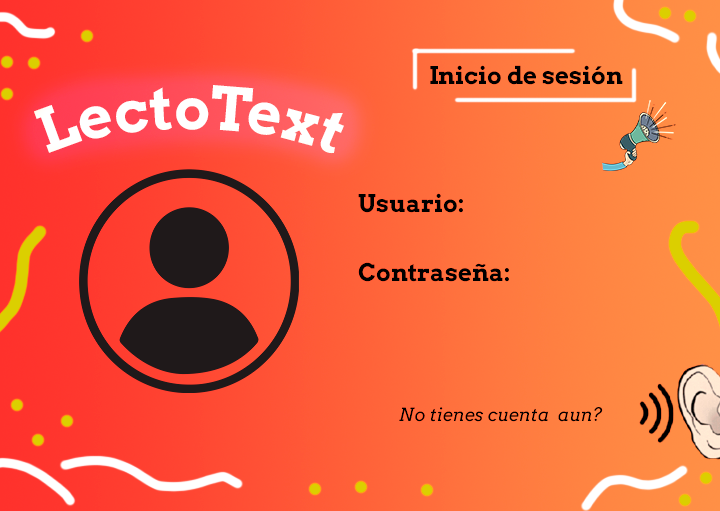 LectoText
Inicio de sesión
Usuario:
Contraseña:
No tienes cuenta aun?